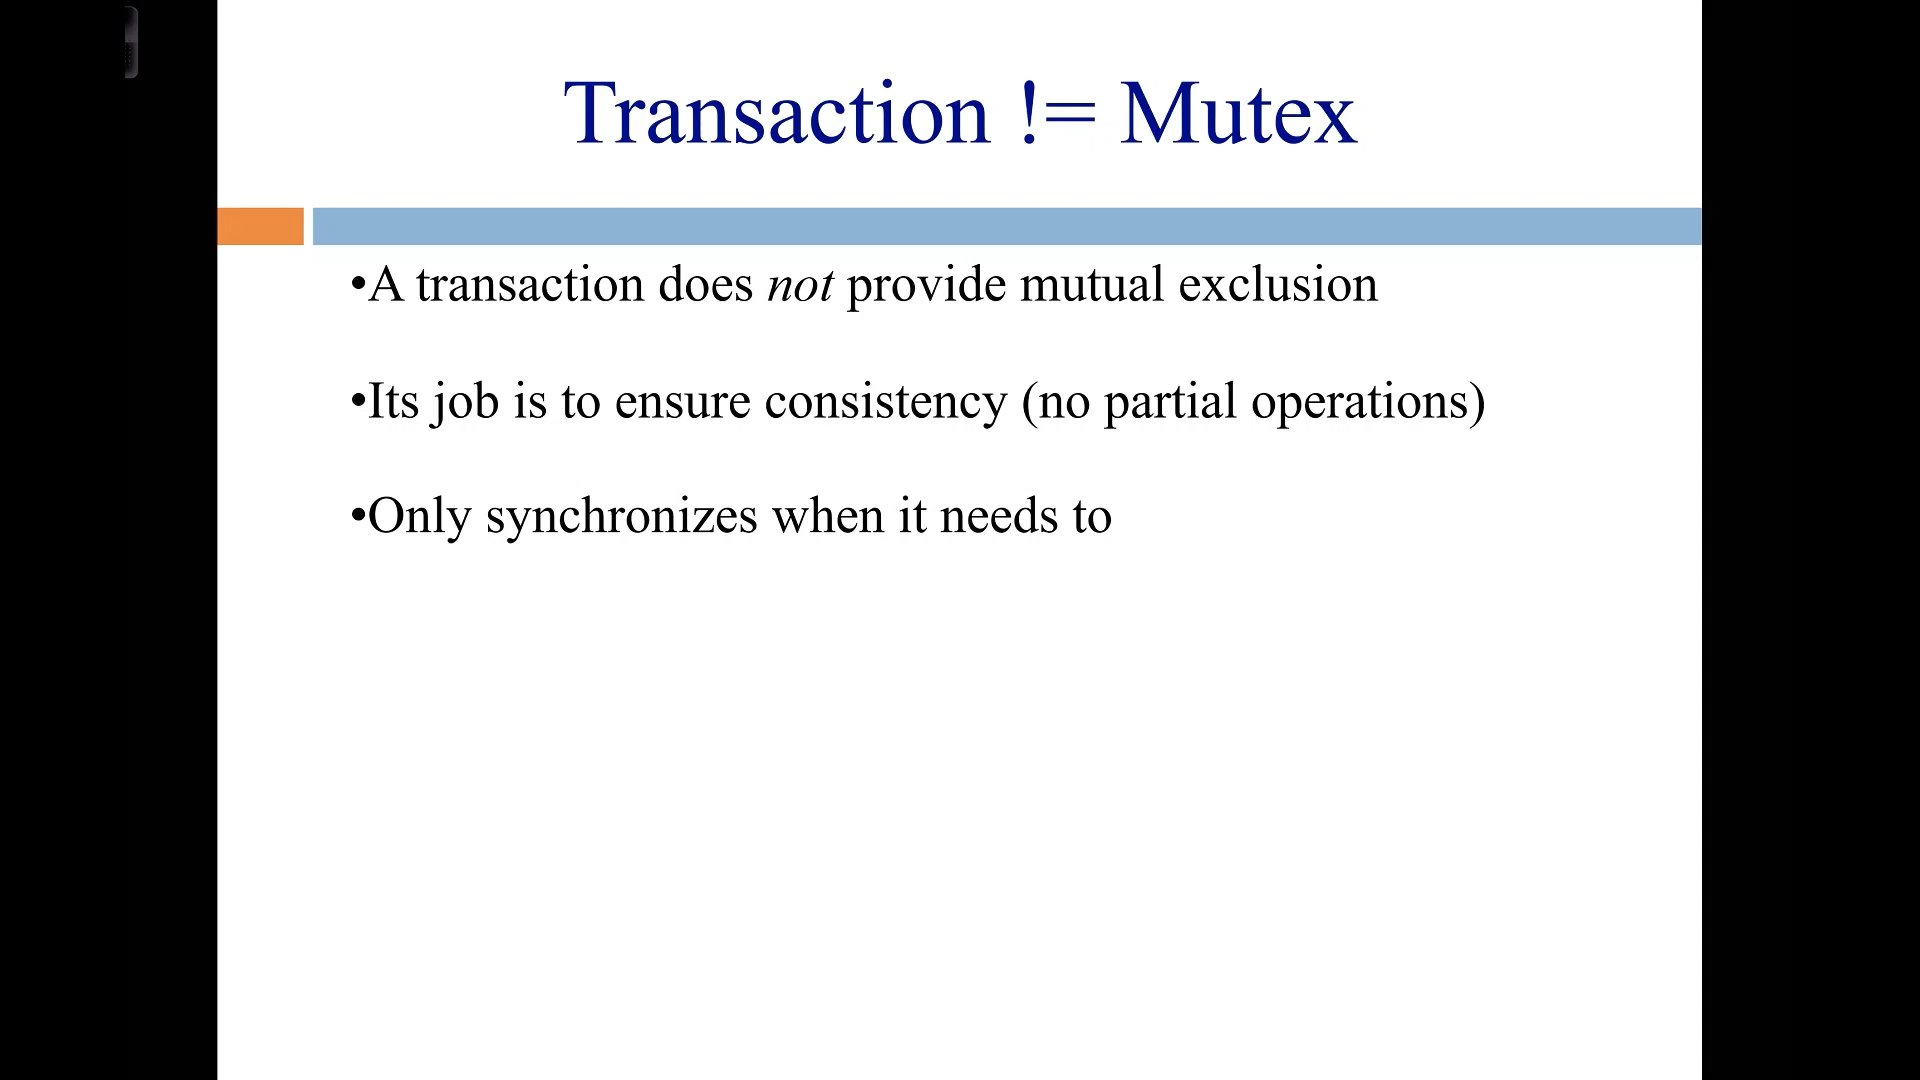 Transaction != Mutex
•A transaction does not provide mutual exclusion
•Its job is to ensure consistency (no partial operations)
•Only synchronizes when it needs to